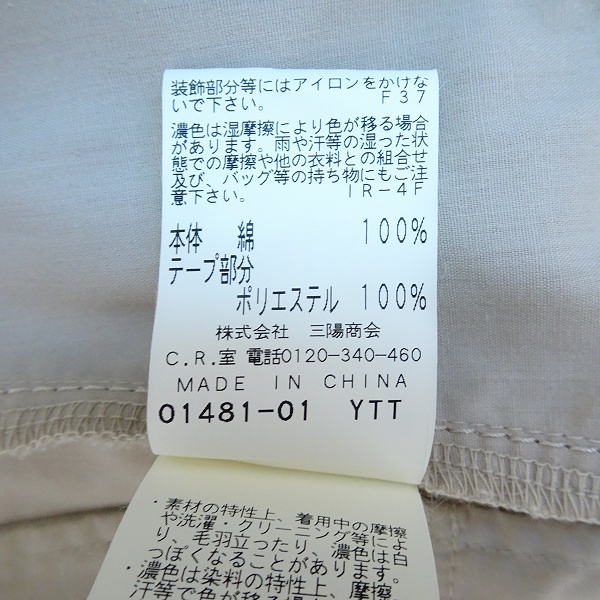 装飾部分等にはアイロンをかけな
いで下さい。 F37
濃色は湿摩擦により色が移る場合
があります。雨や汗等の湿った状
態での摩擦や他の衣料との組合せ
及び、バッグ等の持ち物にもご注
意下さい。 IR-4F
本体 綿 100%
テープ部分
ポリエステル 100%
株式会社 三陽商会
C.R.室 電話0120-340-460
MADE IN CHINA
01481-01 YTT
・素材の特性上、着用中の摩擦
や洗濯・クリーニング等によ
り、毛羽立ったり、濃色は白
っぽくなることがあります。
・濃色は染料の特性上、摩擦、
汗等で色が移る場